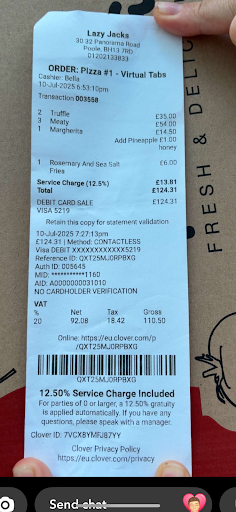 Lazy Jacks
30 32 Panorama Road
Poole, BH13 7RD
01202133833
ORDER: Pizza #1 - Virtual Tabs
Cashier: Bella
10-Jul-2025 6:53:10pm
Transaction 003558
2 Truffle £35.00
3 Meaty £54.00
1 Margherita £14.50
Add Pineapple £1.00
honey
1 Rosemary And Sea Salt £6.00
Fries
Service Charge (12.5%) £13.81
Total £124.31
DEBIT CARD SALE £124.31
VISA 5219
Retain this copy for statement validation
10-Jul-2025 7:27:13pm
£124.31 | Method: CONTACTLESS
Visa DEBIT XXXXXXXXXXXX5219
Reference ID: QXT25MJ0RPBXG
Auth ID: 005645
MID: ***********1160
AID: A0000000031010
NO CARDHOLDER VERIFICATION
VAT
% Net Tax Gross
20 92.08 18.42 110.50
Online: https://eu.clover.com/p
/QXT25MJ0RPBXG
QXT25MJ0RPBXG
12.50% Service Charge Included
For parties of 0 or larger, a 12.50% gratuity
is applied automatically. If you have any
questions, please speak with a manager.
Clover ID: 7VCXBYMFJ87YY
Clover Privacy Policy
https://eu.clover.com/privacy
FRESH & DELIC
Send chat